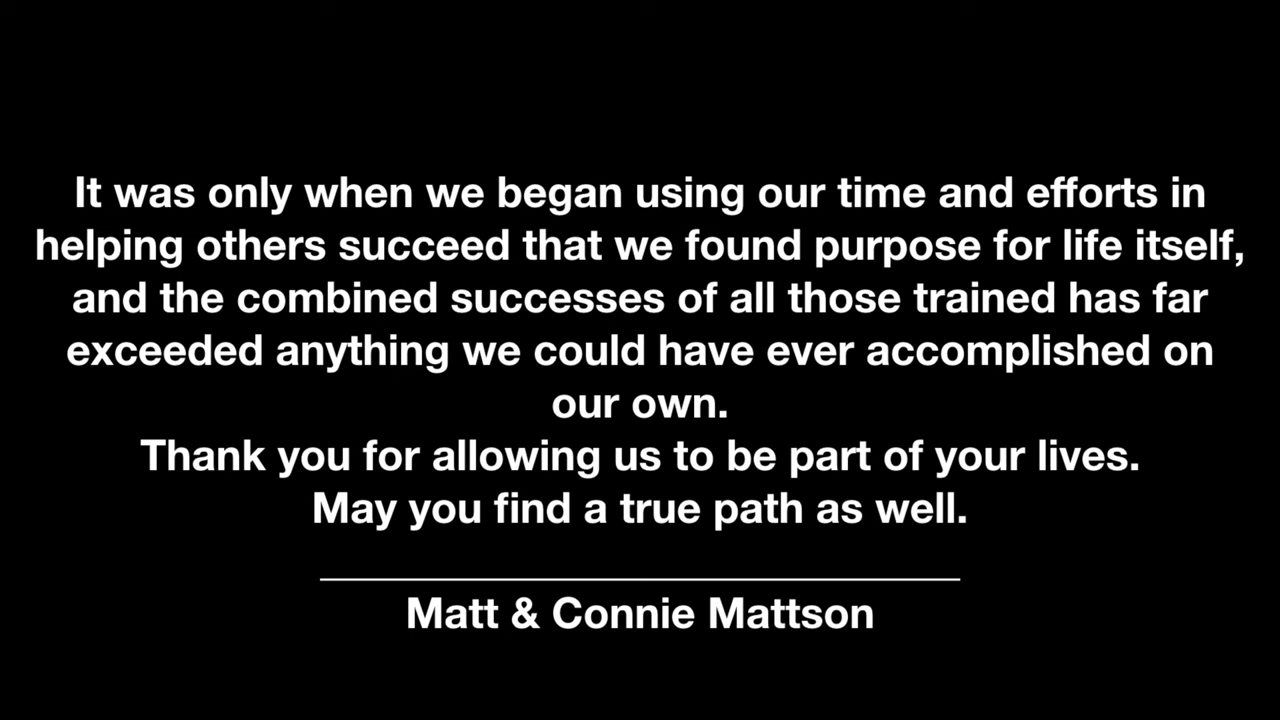 It was only when we began using our time and efforts in
helping others succeed that we found purpose for life itself,
and the combined successes of all those trained has far
exceeded anything we could have ever accomplished on
our own.
Thank you for allowing us to be part of your lives.
May you find a true path as well.
Matt & Connie Mattson